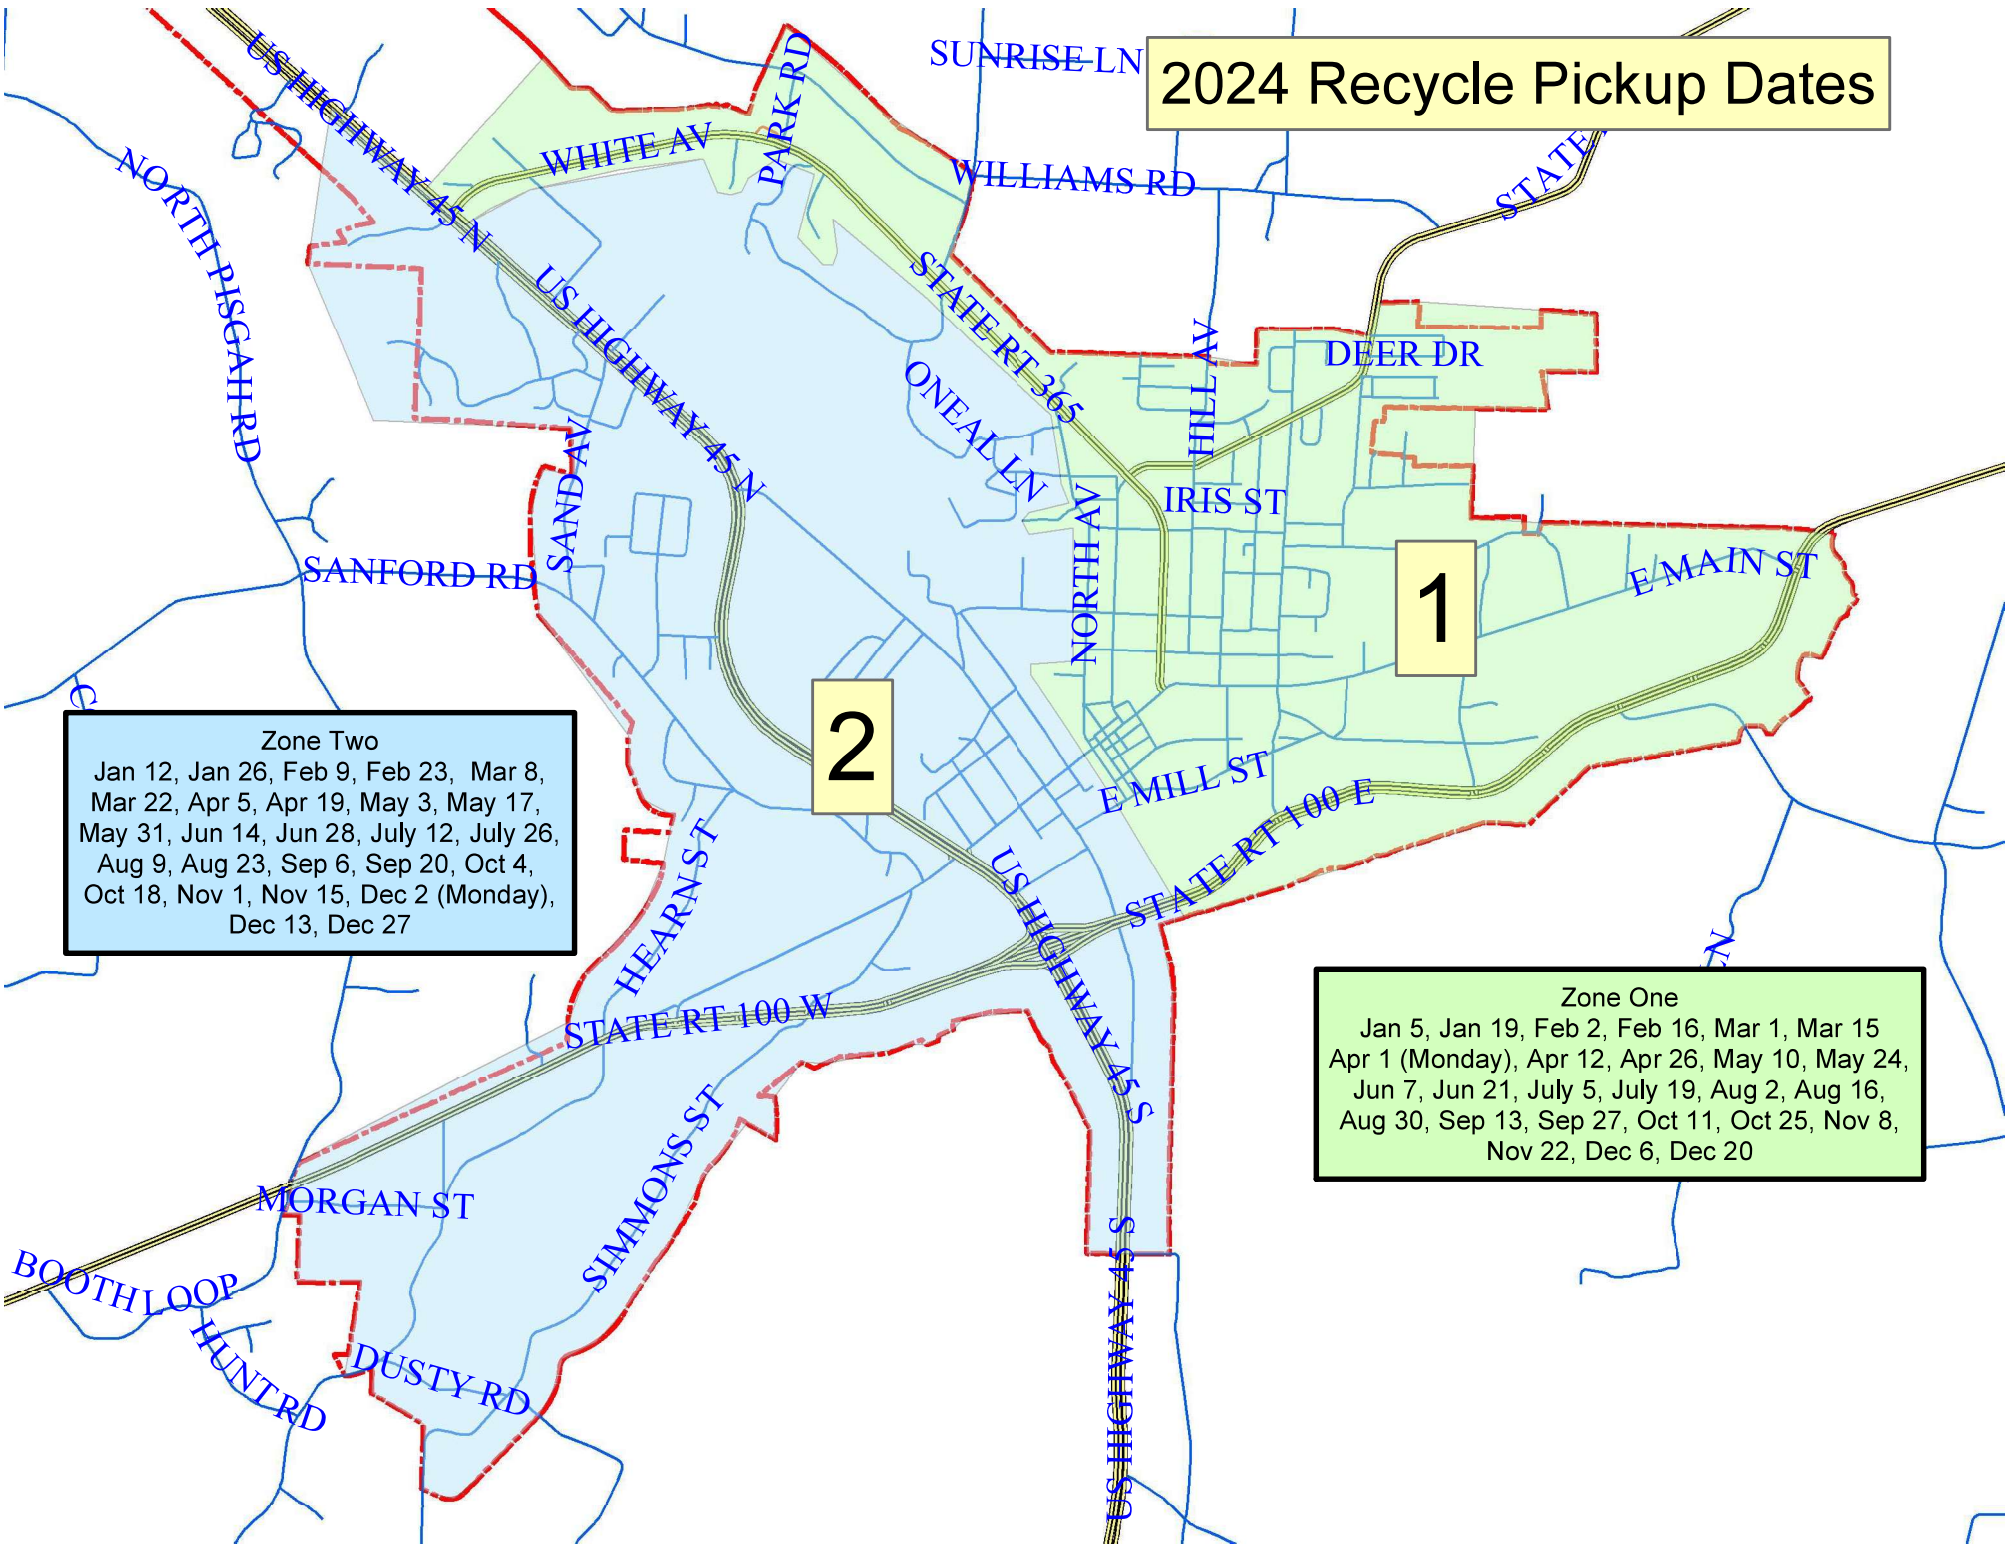 SUNRISE LN
2024 Recycle Pickup Dates
US HIGHWAY 45 N
WHITE AV
PARK RD
NORTH PISGAH RD
WILLIAMS RD
STATE
US HIGHWAY 45 N
STATE RT 365
HILL AV
DEER DR
ONEAL LN
SAND AV
IRIS ST
NORTH AV
SANFORD RD
E MAIN ST
1
2
E MILL ST
STATE RT 100 E
Zone Two
Jan 12, Jan 26, Feb 9, Feb 23, Mar 8,
Mar 22, Apr 5, Apr 19, May 3, May 17,
May 31, Jun 14, Jun 28, July 12, July 26,
Aug 9, Aug 23, Sep 6, Sep 20, Oct 4,
Oct 18, Nov 1, Nov 15, Dec 2 (Monday),
Dec 13, Dec 27
HEARN ST
US HIGHWAY 45 S
STATE RT 100 W
LN
Zone One
Jan 5, Jan 19, Feb 2, Feb 16, Mar 1, Mar 15
Apr 1 (Monday), Apr 12, Apr 26, May 10, May 24,
Jun 7, Jun 21, July 5, July 19, Aug 2, Aug 16,
Aug 30, Sep 13, Sep 27, Oct 11, Oct 25, Nov 8,
Nov 22, Dec 6, Dec 20
SIMMONS ST
MORGAN ST
BOOTH LOOP
HUNT RD
DUSTY RD
US HIGHWAY 45 S